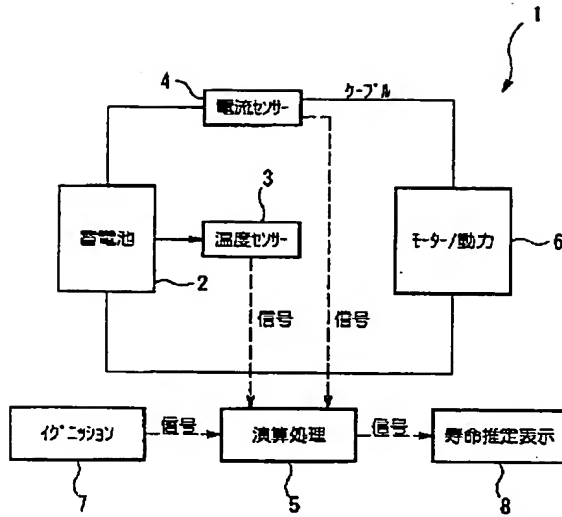 1
4
電流センサー
ケーブル
3
蓄電池
温度センサー
モーター/動力
2
6
信号
信号
イグニッション
信号
演算処理
信号
寿命推定表示
7
5
8